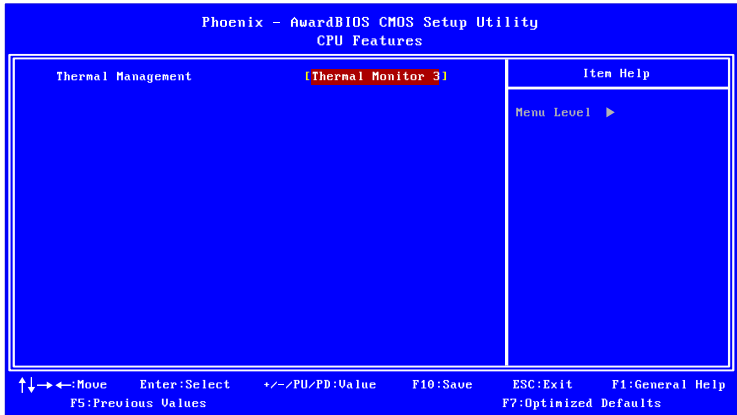 Phoenix - AwardBIOS CMOS Setup Utility
CPU Features
Thermal Management [Thermal Monitor 3]
Item Help
Menu Level ▶
↑↓→←:Move Enter:Select +/-/PU/PD:Value F10:Save ESC:Exit F1:General Help
F5:Previous Values F7:Optimized Defaults